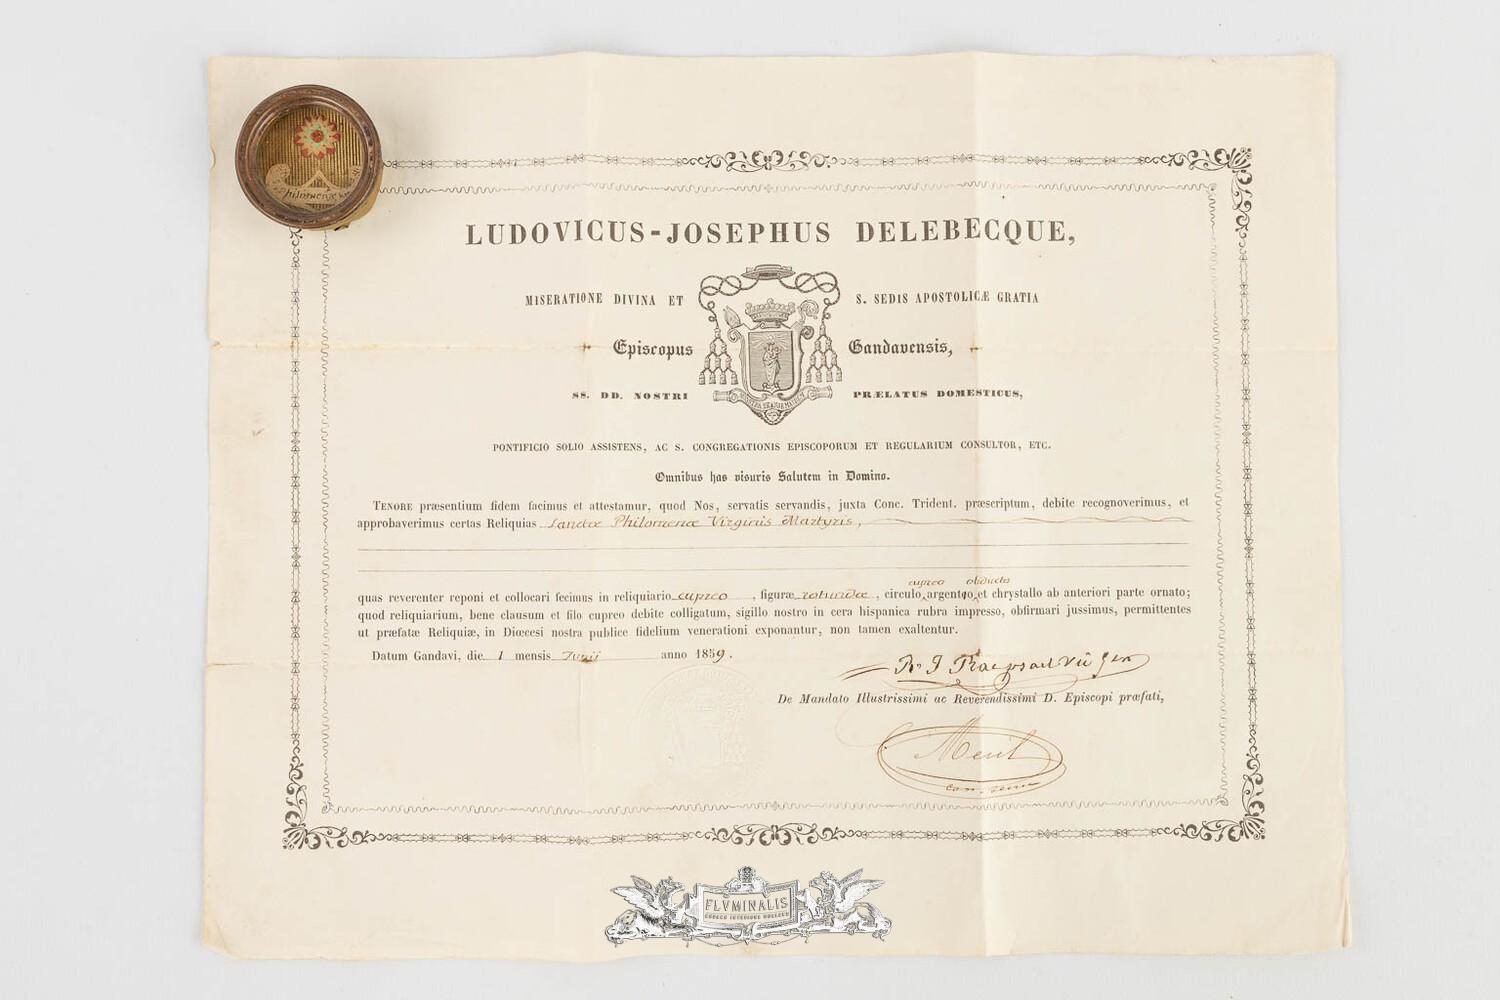 Philomenæ
LUDOVICUS-JOSEPHUS DELEBECQUE,
MISERATIONE DIVINA ET S. SEDIS APOSTOLICÆ GRATIA
Episcopus Gandavensis,
SS. DD. NOSTRI PRÆLATUS DOMESTICUS,
PONTIFICIO SOLIO ASSISTENS, AC S. CONGREGATIONIS EPISCOPORUM ET REGULARIUM CONSULTOR, ETC.
Omnibus has visuris Salutem in Domino.
TENORE præsentium fidem facimus et attestamur, quod Nos, servatis servandis, juxta Conc. Trident. præscriptum, debite recognoverimus, et
approbaverimus certas Reliquias Sanctæ Philomenæ Virginis Martyris,
cupreo obducto
quas reverenter reponi et collocari fecimus in reliquiario cupreo, figuræ rotundæ, circulo argenteo, et chrystallo ab anteriori parte ornato;
quod reliquiarium, bene clausum et filo cupreo debite colligatum, sigillo nostro in cera hispanica rubra impresso, obfirmari jussimus, permittentes
ut præfatæ Reliquiæ, in Diœcesi nostra publice fidelium venerationi exponantur, non tamen exaltentur.
Datum Gandavi, die 1 mensis Junii anno 1859.
De Mandato Illustrissimi ac Reverendissimi D. Episcopi præfati,
FLVMINALIS